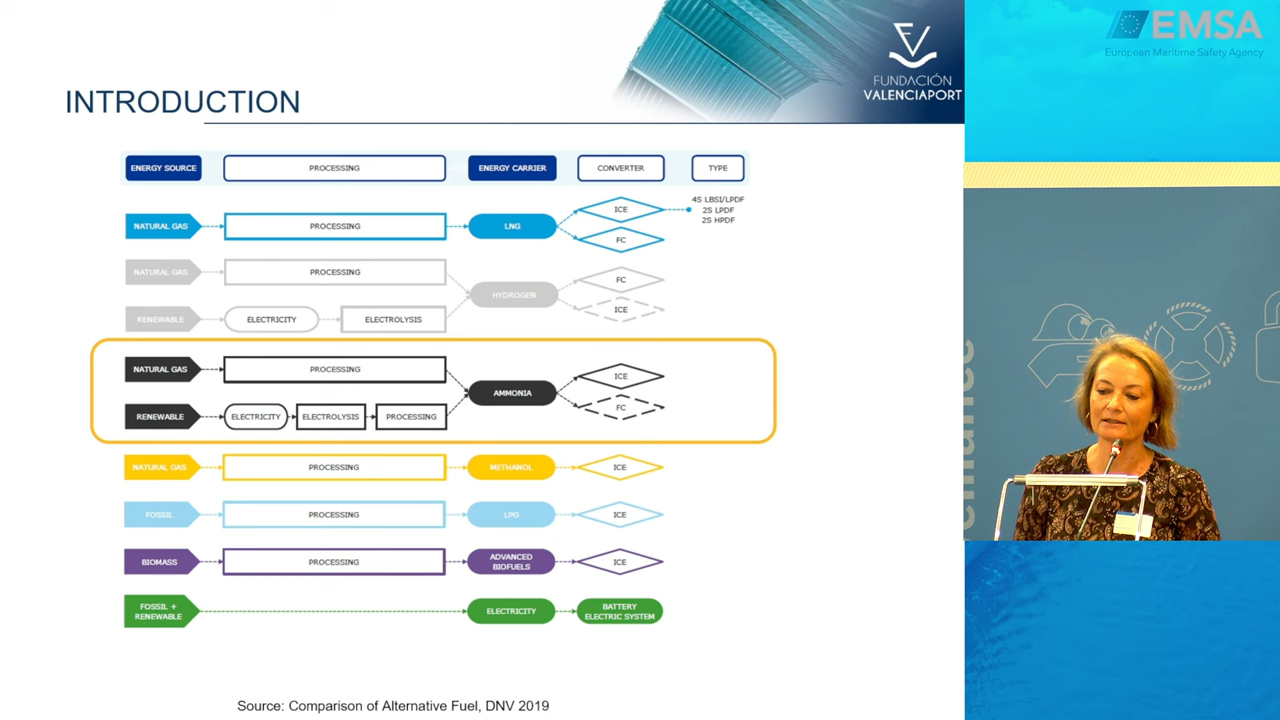 EMSA
European Maritime Safety Agency
FUNDACIÓN
VALENCIAPORT
INTRODUCTION
ENERGY SOURCE
PROCESSING
ENERGY CARRIER
CONVERTER
TYPE
NATURAL GAS
PROCESSING
LNG
ICE
FC
4S LBSI/LPDF
2S LPDF
2S HPDF
NATURAL GAS
PROCESSING
HYDROGEN
FC
ICE
RENEWABLE
ELECTRICITY
ELECTROLYSIS
NATURAL GAS
PROCESSING
AMMONIA
ICE
FC
RENEWABLE
ELECTRICITY
ELECTROLYSIS
PROCESSING
NATURAL GAS
PROCESSING
METHANOL
ICE
FOSSIL
PROCESSING
LPG
ICE
BIOMASS
PROCESSING
ADVANCED
BIOFUELS
ICE
FOSSIL +
RENEWABLE
ELECTRICITY
BATTERY
ELECTRIC SYSTEM
Source: Comparison of Alternative Fuel, DNV 2019